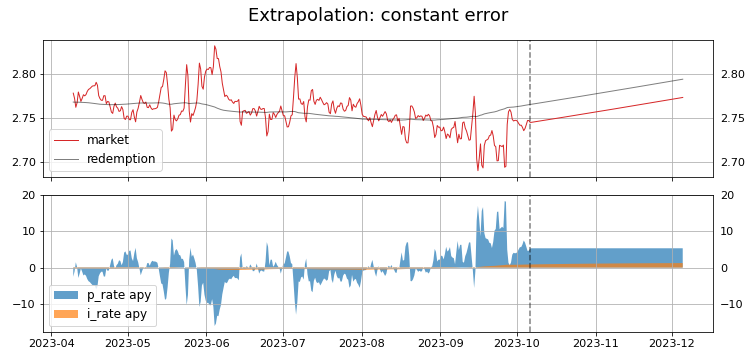 Extrapolation: constant error
2.80 2.80
2.75 2.75
2.70 2.70
market
redemption
20 20
10 10
0 0
−10 −10
p_rate apy
i_rate apy
2023-04 2023-05 2023-06 2023-07 2023-08 2023-09 2023-10 2023-11 2023-12